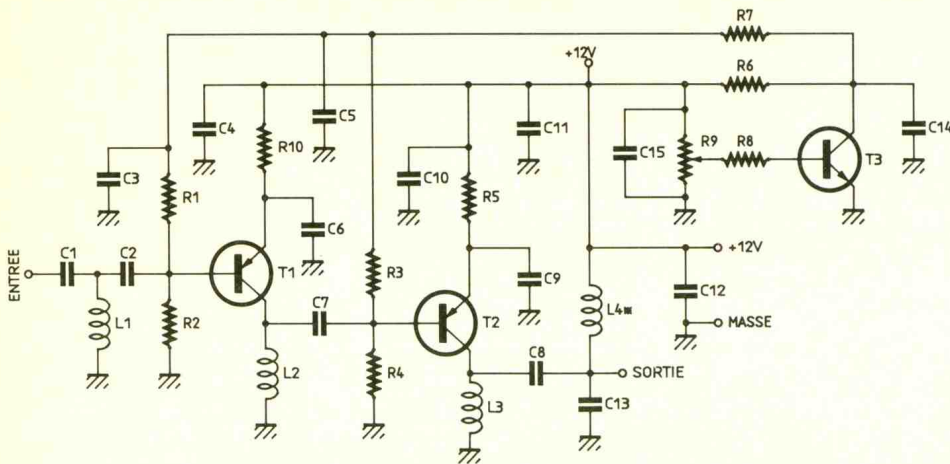 R7
+12V
R6
C4
C5
C11
C14
R10
R9
R8
C15
T3
C3
C10
R5
R1
C6
ENTREE
C1
C2
T1
R3
C9
+12V
C7
T2
L4*
C12
L1
R2
MASSE
L2
R4
C8
SORTIE
L3
C13